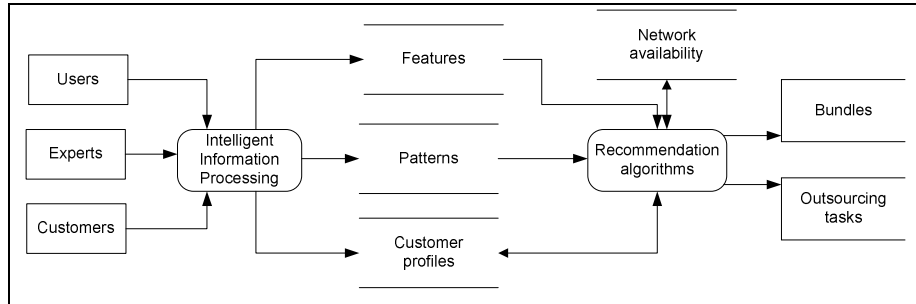 Users
Experts
Customers
Intelligent
Information
Processing
Features
Patterns
Customer
profiles
Network
availability
Recommendation
algorithms
Bundles
Outsourcing
tasks